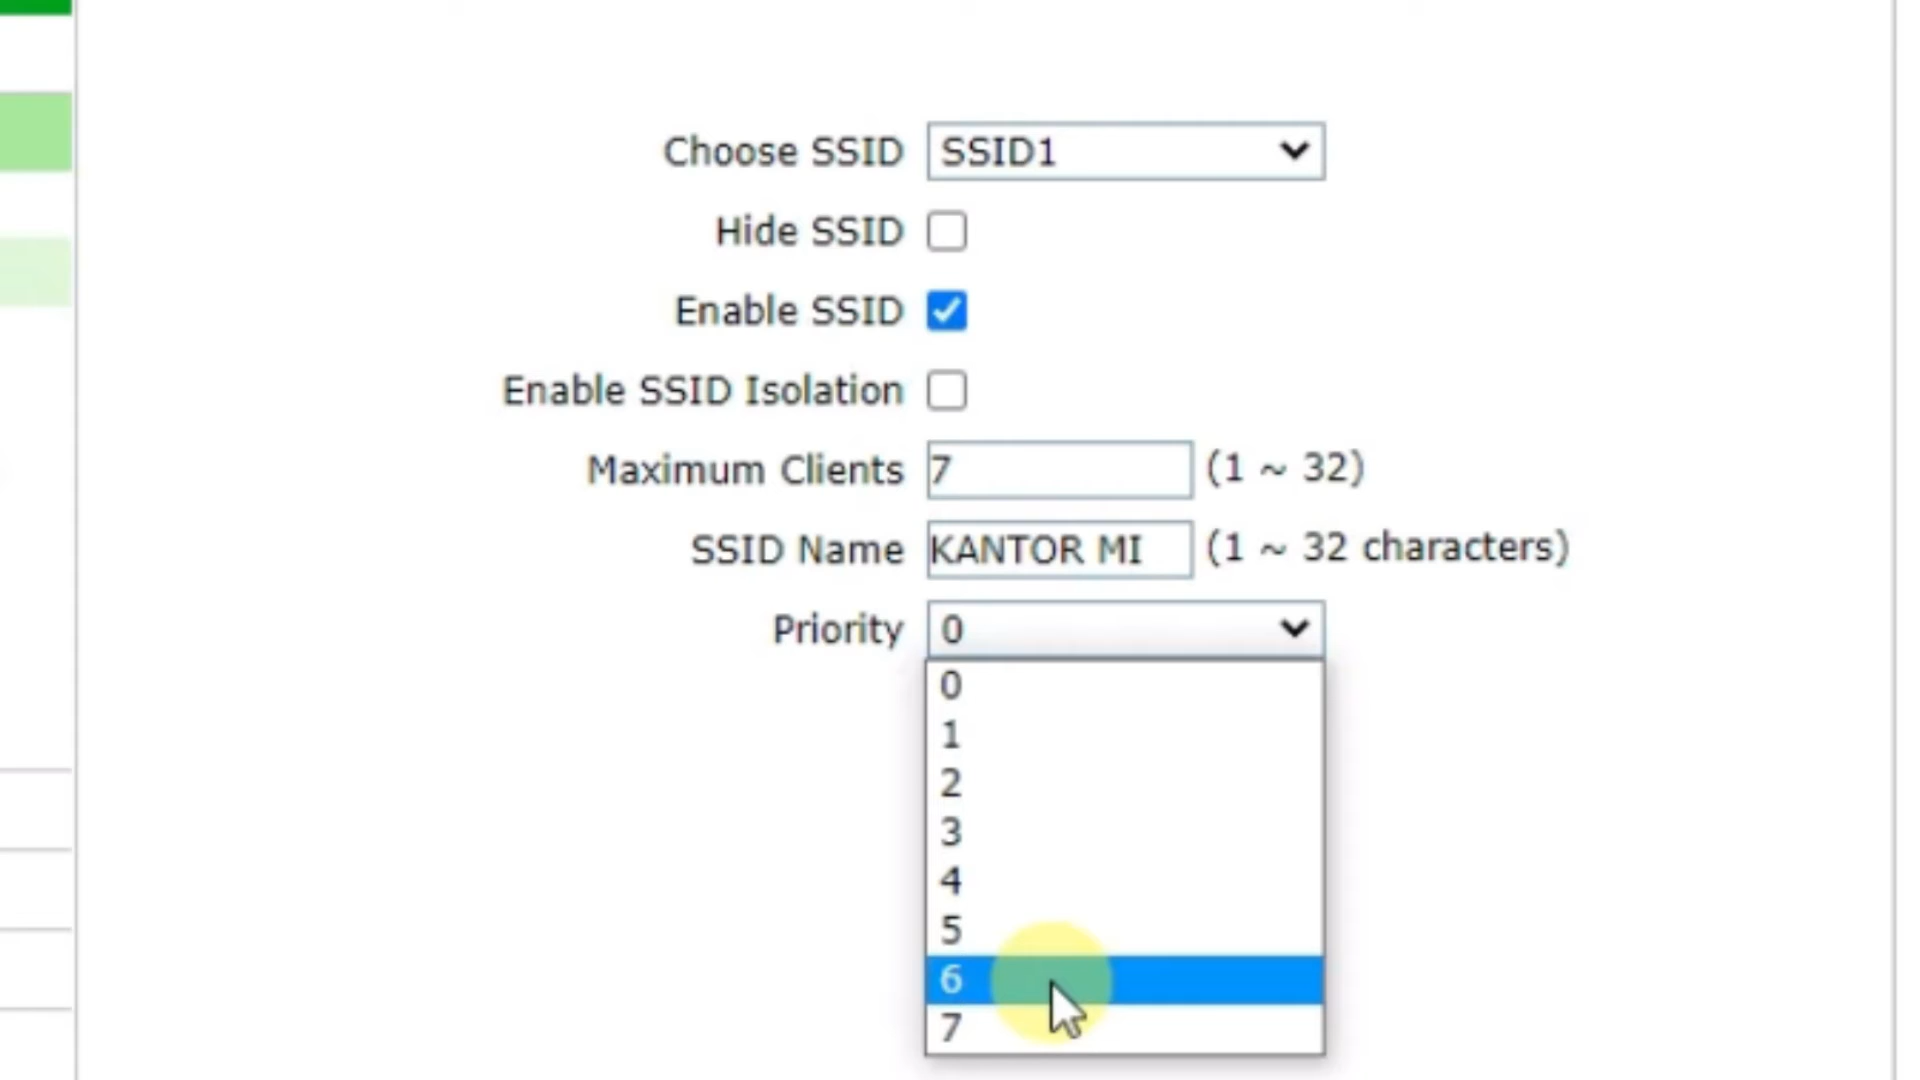 Choose SSID SSID1
Hide SSID
Enable SSID
Enable SSID Isolation
Maximum Clients 7 (1 ~ 32)
SSID Name KANTOR MI (1 ~ 32 characters)
Priority 0
0
1
2
3
4
5
6
7